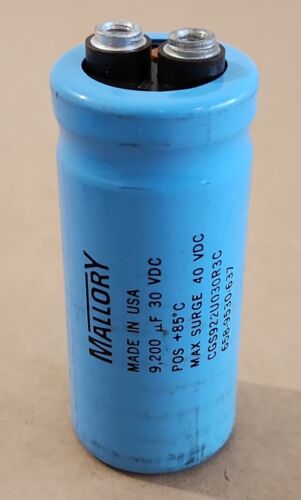 MALLORY
MADE IN USA
9,200 µF 30 VDC
POS +85°C
MAX SURGE 40 VDC
CGS922U030R3C
658-9530-637